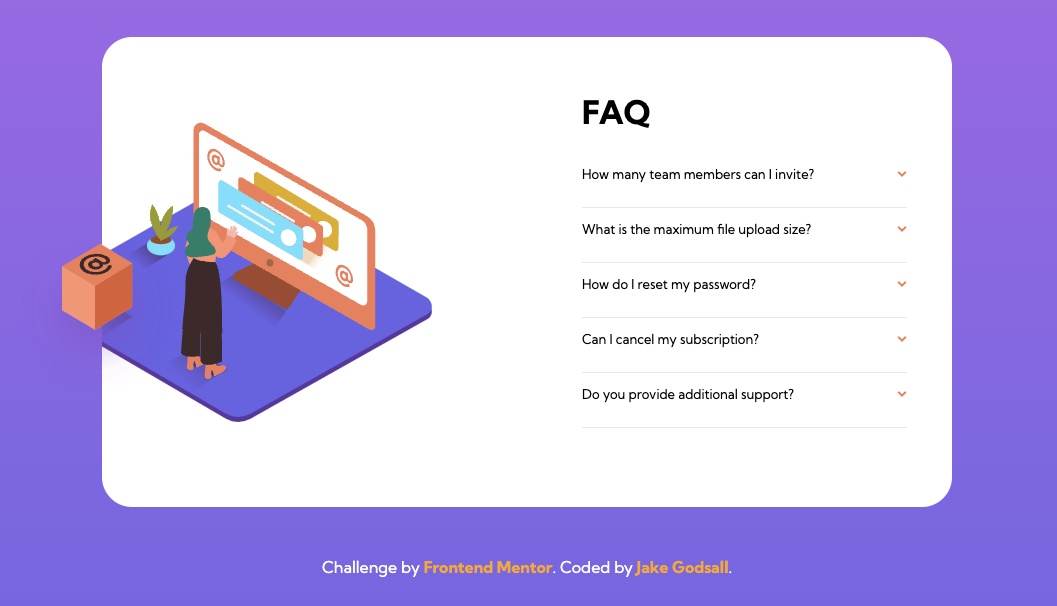 FAQ
How many team members can I invite?
What is the maximum file upload size?
How do I reset my password?
Can I cancel my subscription?
Do you provide additional support?
@
@
@
Challenge by Frontend Mentor. Coded by Jake Godsall.